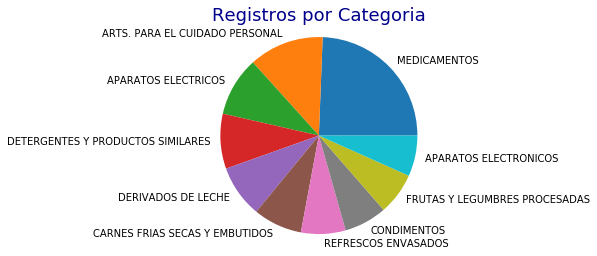 Registros por Categoria
ARTS. PARA EL CUIDADO PERSONAL
MEDICAMENTOS
APARATOS ELECTRICOS
DETERGENTES Y PRODUCTOS SIMILARES
APARATOS ELECTRONICOS
DERIVADOS DE LECHE
FRUTAS Y LEGUMBRES PROCESADAS
CARNES FRIAS SECAS Y EMBUTIDOS
CONDIMENTOS
REFRESCOS ENVASADOS